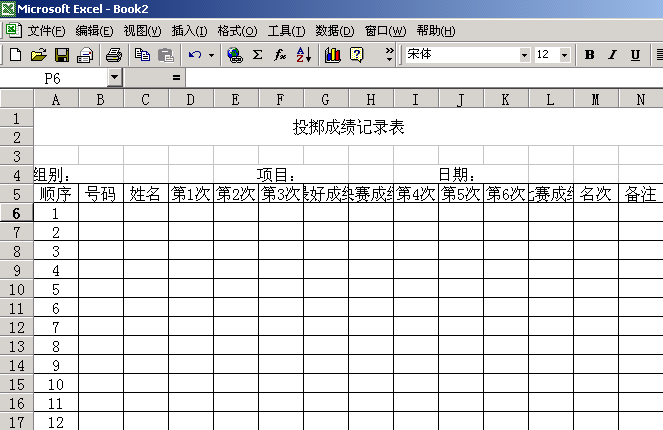 Microsoft Excel - Book2
文件(F) 编辑(E) 视图(V) 插入(I) 格式(O) 工具(T) 数据(D) 窗口(W) 帮助(H)
宋体 12 B I U
P6 =
A B C D E F G H I J K L M N
1 投掷成绩记录表
2
3
4 组别: 项目: 日期:
5 顺序 号码 姓名 第1次 第2次 第3次 好成 赛成 第4次 第5次 第6次 赛成 名次 备注
6 1
7 2
8 3
9 4
10 5
11 6
12 7
13 8
14 9
15 10
16 11
17 12